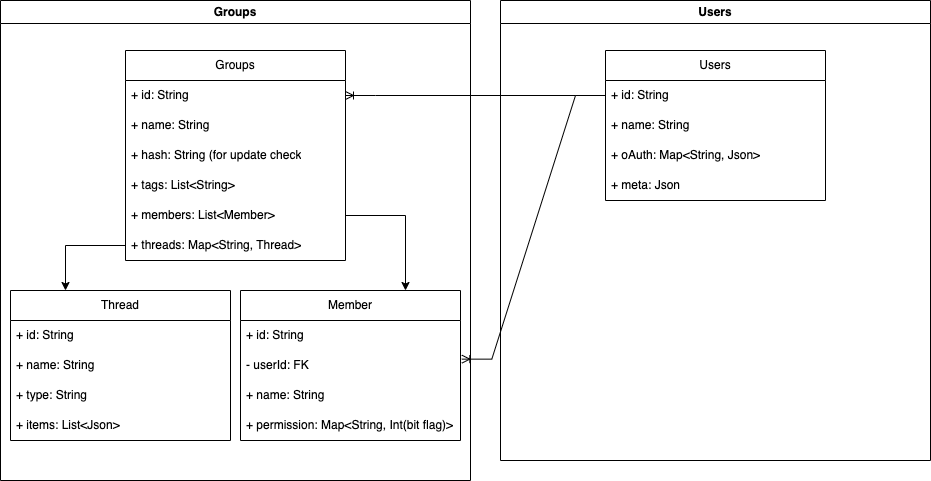 Groups
Groups
+ id: String
+ name: String
+ hash: String (for update check
+ tags: List<String>
+ members: List<Member>
+ threads: Map<String, Thread>
Thread
+ id: String
+ name: String
+ type: String
+ items: List<Json>
Member
+ id: String
- userId: FK
+ name: String
+ permission: Map<String, Int(bit flag)>
Users
Users
+ id: String
+ name: String
+ oAuth: Map<String, Json>
+ meta: Json